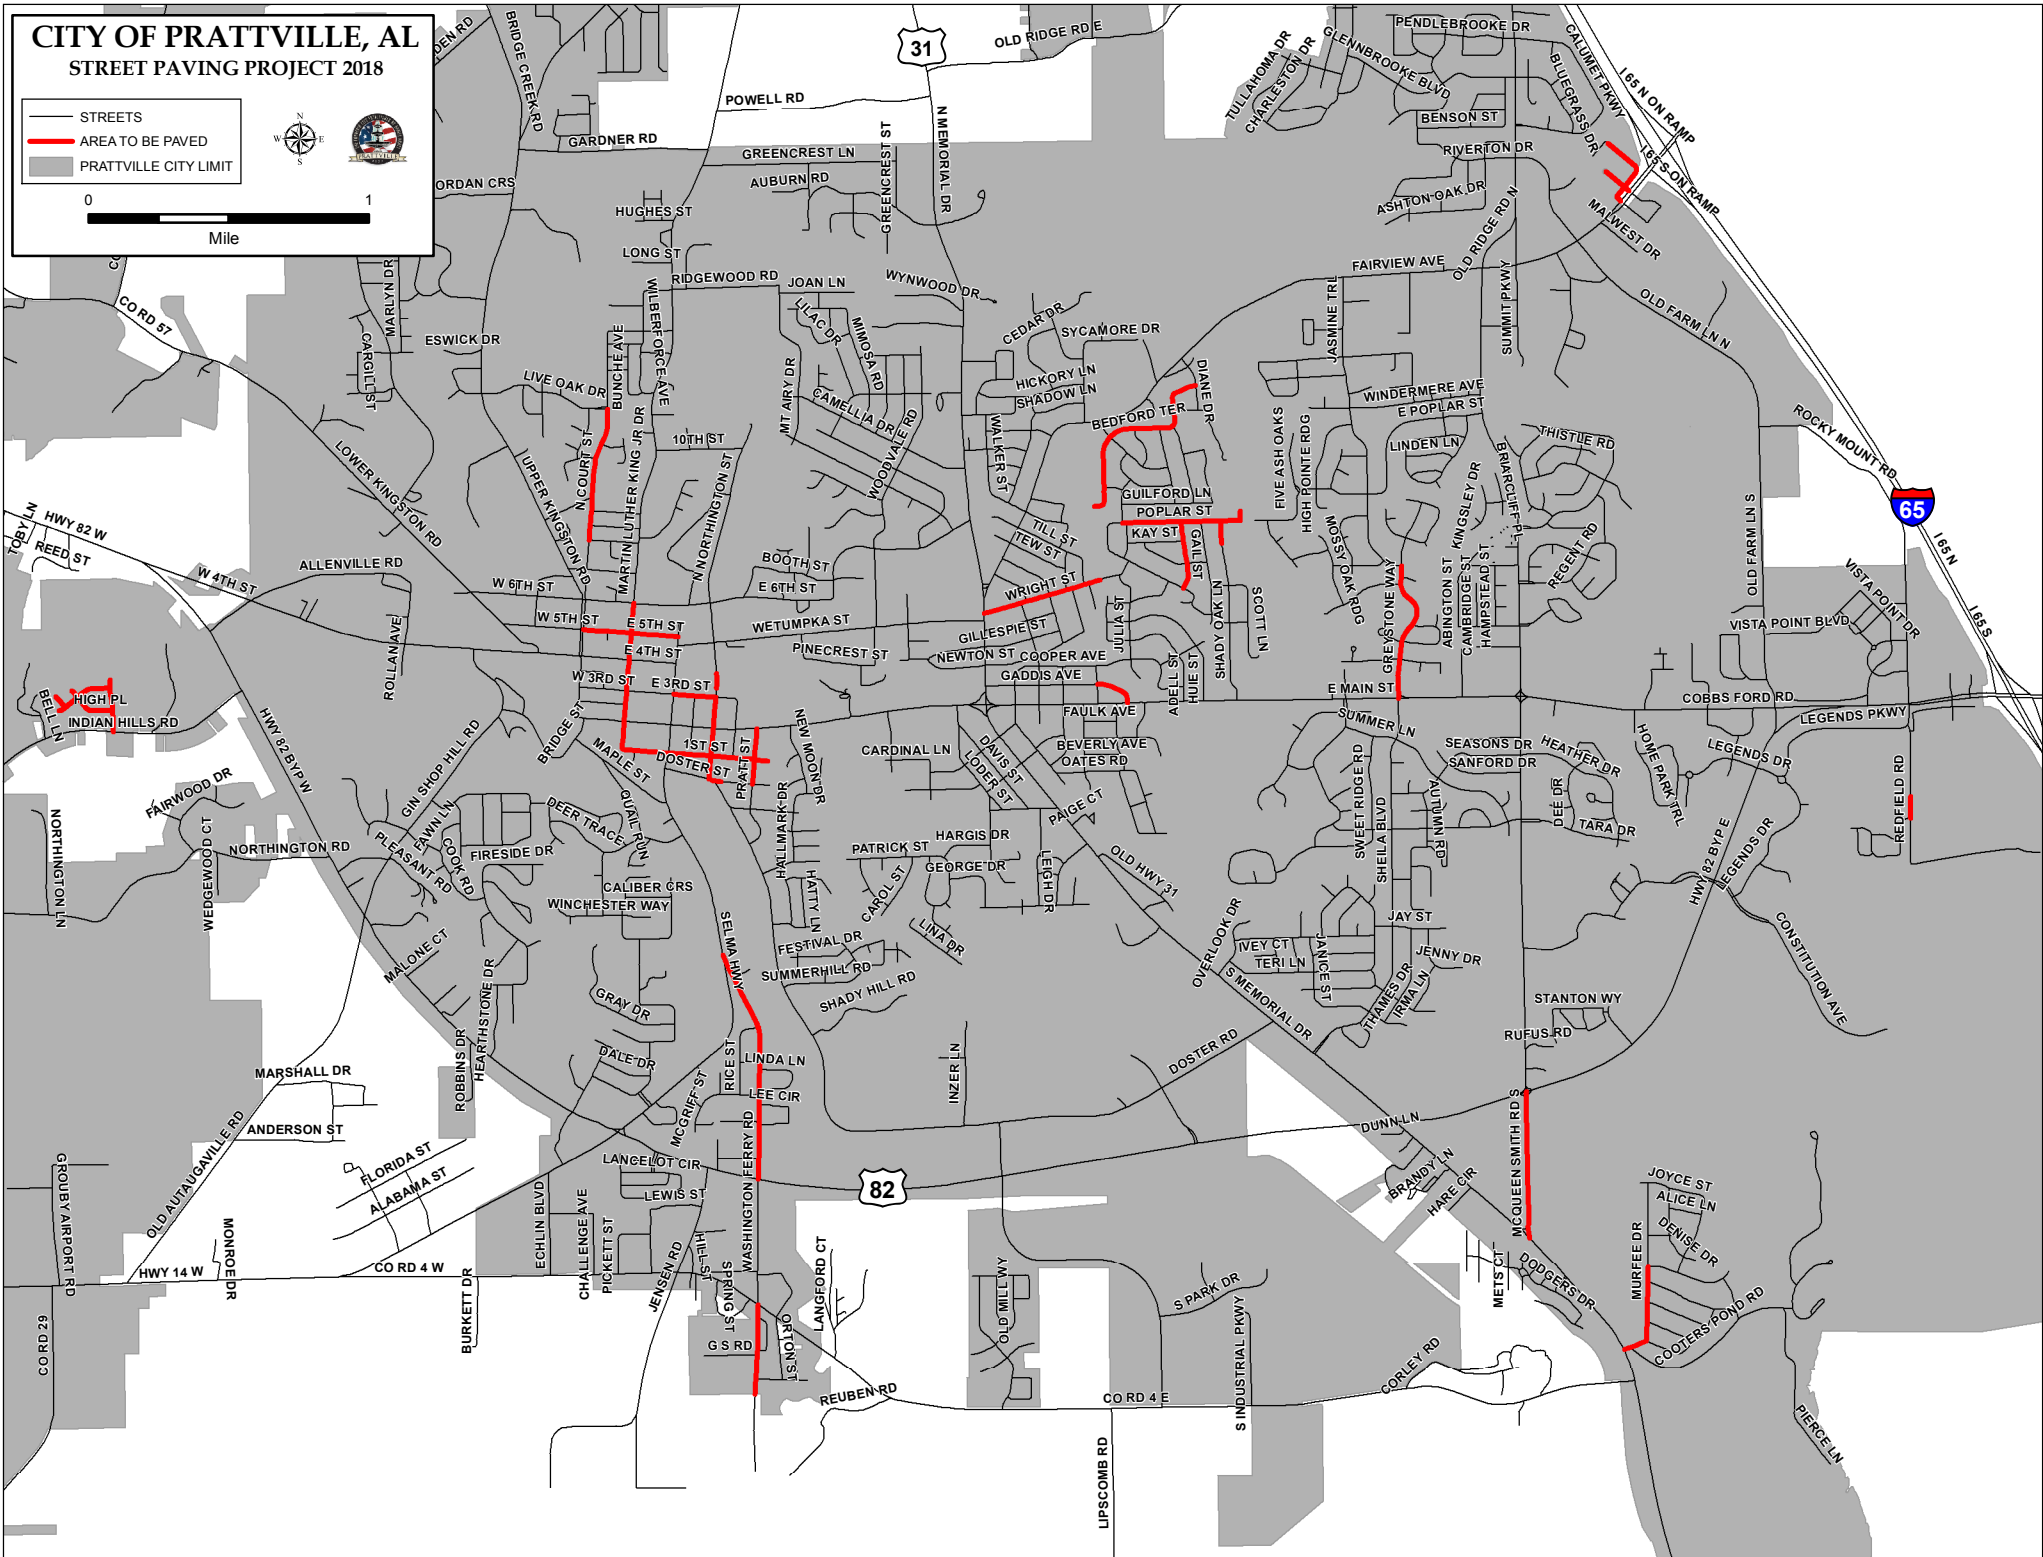 CITY OF PRATTVILLE, AL
STREET PAVING PROJECT 2018
STREETS
AREA TO BE PAVED
PRATTVILLE CITY LIMIT
N
W
E
S
PRATTVILLE
0
1
Mile
DEN RD
BRIDGE CREEK RD
31
OLD RIDGE RD E
TULLAHOMA DR
CHARLESTON DR
GLENNBROOKE BLVD
PENDLEBROOKE DR
CALUMET PKWY
BLUEGRASS DR
I 65 N ON RAMP
I 65 S ON RAMP
POWELL RD
GARDNER RD
GREENCREST LN
GREENCREST ST
N MEMORIAL DR
BENSON ST
RIVERTON DR
AUBURN RD
ORDAN CRS
HUGHES ST
ASHTON OAK DR
OLD RIDGE RD N
MALWEST DR
LONG ST
CO
MARLYN DR
RIDGEWOOD RD
JOAN LN
WYNWOOD DR
FAIRVIEW AVE
OLD FARM LN N
CO RD 57
CARGILL ST
ESWICK DR
BUNCHE AVE
WILBERFORCE AVE
LILAC DR
MIMOSA RD
CEDAR DR
SYCAMORE DR
JASMINE TRL
SUMMIT PKWY
LIVE OAK DR
MT AIRY DR
CAMELLIA DR
WOODVALE RD
HICKORY LN
SHADOW LN
WALKER ST
BEDFORD TER
DIANE DR
WINDERMERE AVE
E POPLAR ST
ROCKY MOUNT RD
LOWER KINGSTON RD
UPPER KINGSTON RD
N COURT ST
MARTIN LUTHER KING JR DR
10TH ST
N NORTHINGTON ST
FIVE ASH OAKS
HIGH POINTE RDG
LINDEN LN
KINGSLEY DR
BRIARCLIFF PL
THISTLE RD
65
I 65 N
I 65 S
TOBY LN
HWY 82 W
REED ST
W 4TH ST
ALLENVILLE RD
W 6TH ST
BOOTH ST
E 6TH ST
TILL ST
TEW ST
GUILFORD LN
POPLAR ST
KAY ST
GAIL ST
MOSSY OAK RDG
GREYSTONE WAY
ABINGTON ST
CAMBRIDGE ST
HAMPSTEAD ST
REGENT RD
OLD FARM LN S
VISTA POINT DR
VISTA POINT BLVD
ROLLAN AVE
W 5TH ST
E 5TH ST
WETUMPKA ST
WRIGHT ST
GILLESPIE ST
JULIA ST
SHADY OAK LN
SCOTT LN
E 4TH ST
PINECREST ST
NEWTON ST
COOPER AVE
GADDIS AVE
ADELL ST
HUIE ST
W 3RD ST
E 3RD ST
E MAIN ST
COBBS FORD RD
BELL LN
HIGH PL
INDIAN HILLS RD
HWY 82 BYP W
GIN SHOP HILL RD
BRIDGE ST
MAPLE ST
1ST ST
DOSTER ST
PRATT ST
NEW MOON DR
CARDINAL LN
DAVIS ST
LODER ST
FAULK AVE
BEVERLY AVE
OATES RD
SUMMER LN
SEASONS DR
SANFORD DR
HEATHER DR
HOME PARK TRL
LEGENDS PKWY
LEGENDS DR
REDFIELD RD
FAIRWOOD DR
NORTHINGTON LN
WEDGEWOOD CT
NORTHINGTON RD
PLEASANT RD
FAWN LN
COOK RD
FIRESIDE DR
DEER TRACE
QUAIL RUN
HALLMARK DR
HATTY LN
PATRICK ST
CAROL ST
HARGIS DR
GEORGE DR
LEIGH DR
PAIGE CT
OLD HWY 31
SWEET RIDGE RD
SHEILA BLVD
AUTUMN RD
DEE DR
TARA DR
HWY 82 BYP E
LEGENDS DR
CONSTITUTION AVE
CALIBER CRS
WINCHESTER WAY
SELMA HWY
FESTIVAL DR
SUMMERHILL RD
SHADY HILL RD
LINA DR
OVERLOOK DR
IVEY CT
TERI LN
JANICE ST
JAY ST
JENNY DR
THAMES DR
IRMA LN
S MEMORIAL DR
MALONE CT
HEARTHSTONE DR
ROBBINS DR
GRAY DR
DALE DR
RICE ST
MCGRIFF ST
LINDA LN
LEE CIR
INZER LN
DOSTER RD
DUNN LN
STANTON WY
RUFUS RD
MCQUEEN SMITH RD S
MARSHALL DR
ANDERSON ST
OLD AUTAUGAVILLE RD
FLORIDA ST
ALABAMA ST
GROUBY AIRPORT RD
MONROE DR
HWY 14 W
CO RD 4 W
CO RD 29
BURKETT DR
ECHLIN BLVD
CHALLENGE AVE
PICKETT ST
LANCELOT CIR
LEWIS ST
JENSEN RD
HILL ST
SPRING ST
WASHINGTON FERRY RD
G S RD
ORTON ST
LANGFORD CT
REUBEN RD
82
OLD MILL WY
CO RD 4 E
LIPSCOMB RD
S PARK DR
S INDUSTRIAL PKWY
CORLEY RD
BRANDY LN
HARE CIR
METS CT
DODGERS DR
JOYCE ST
ALICE LN
DENISE DR
MURFEE DR
COOTERS POND RD
PIERCE LN